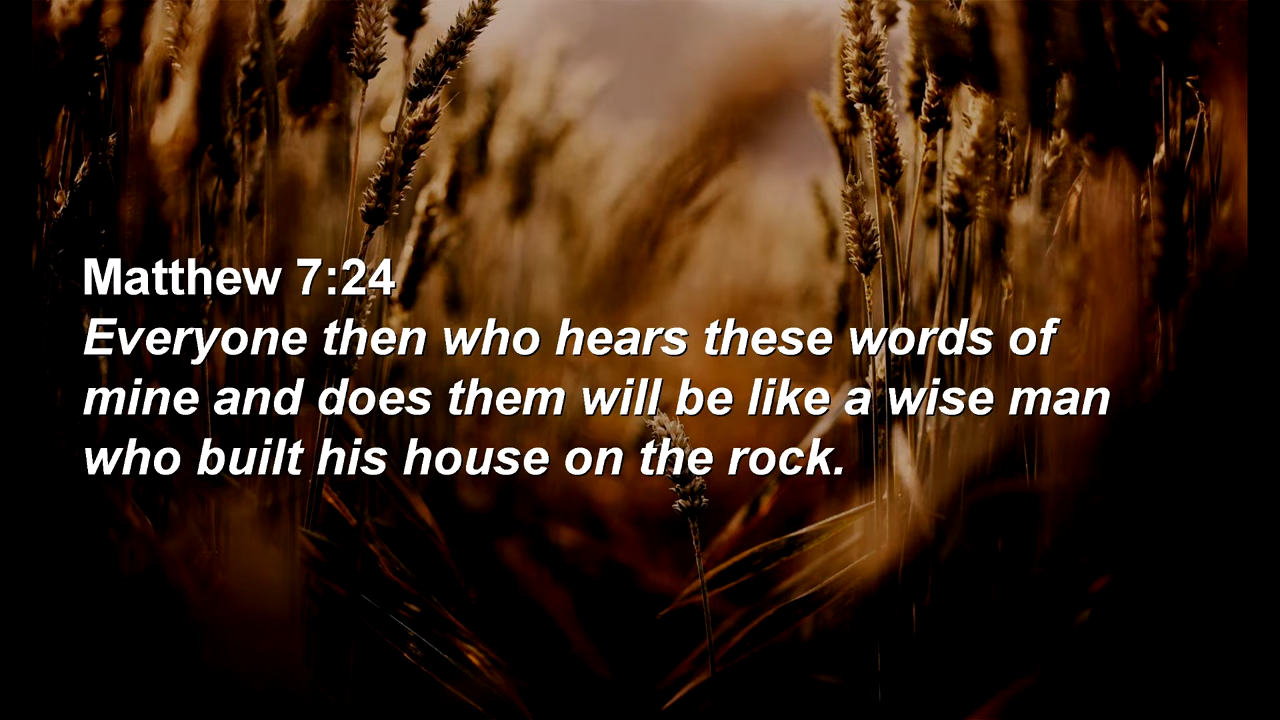 Matthew 7:24
Everyone then who hears these words of
mine and does them will be like a wise man
who built his house on the rock.